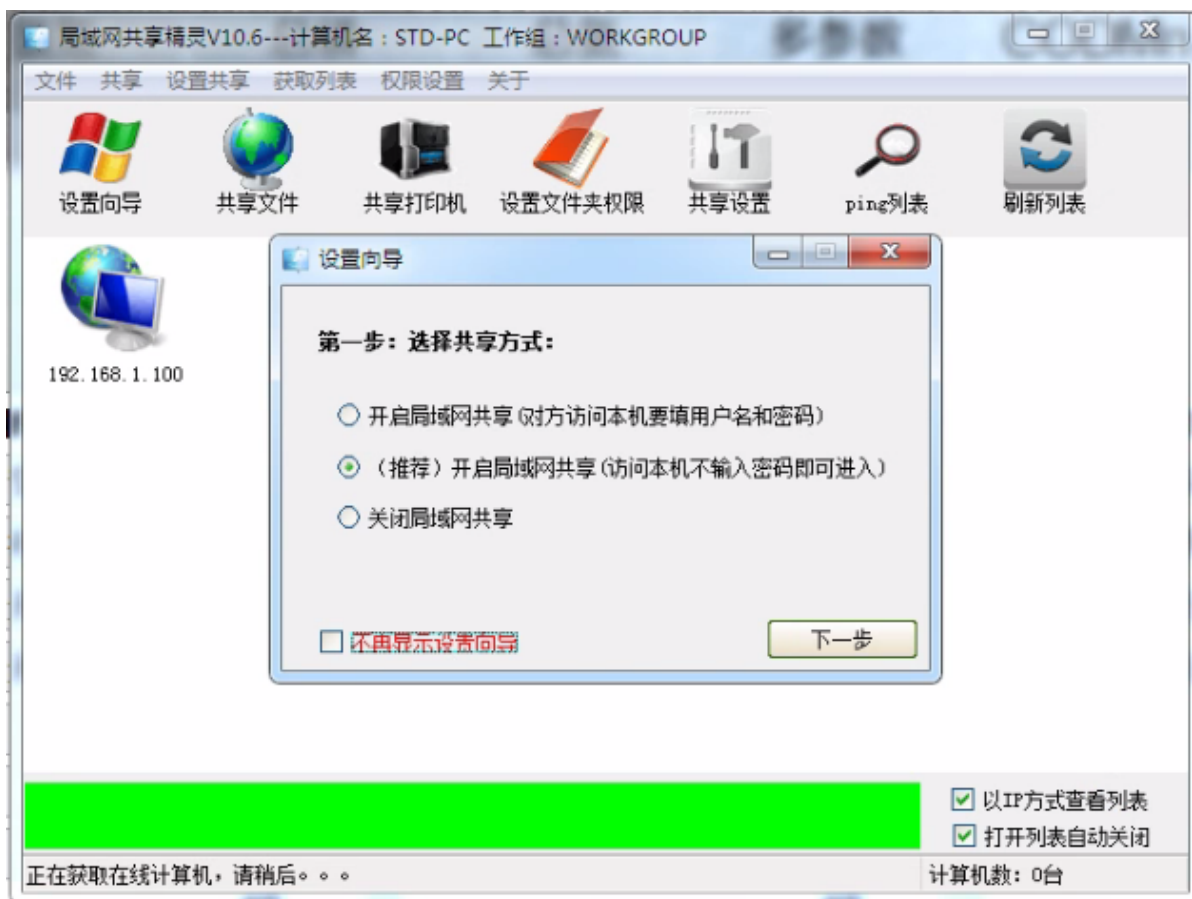 局域网共享精灵V10.6---计算机名：STD-PC 工作组：WORKGROUP
文件 共享 设置共享 获取列表 权限设置 关于
设置向导 共享文件 共享打印机 设置文件夹权限 共享设置 ping列表 刷新列表
192.168.1.100
设置向导
第一步：选择共享方式：
开启局域网共享(对方访问本机要填用户名和密码)
（推荐）开启局域网共享(访问本机不输入密码即可进入)
关闭局域网共享
不再显示设置向导
下一步
以IP方式查看列表
打开列表自动关闭
正在获取在线计算机，请稍后。。。
计算机数：0台